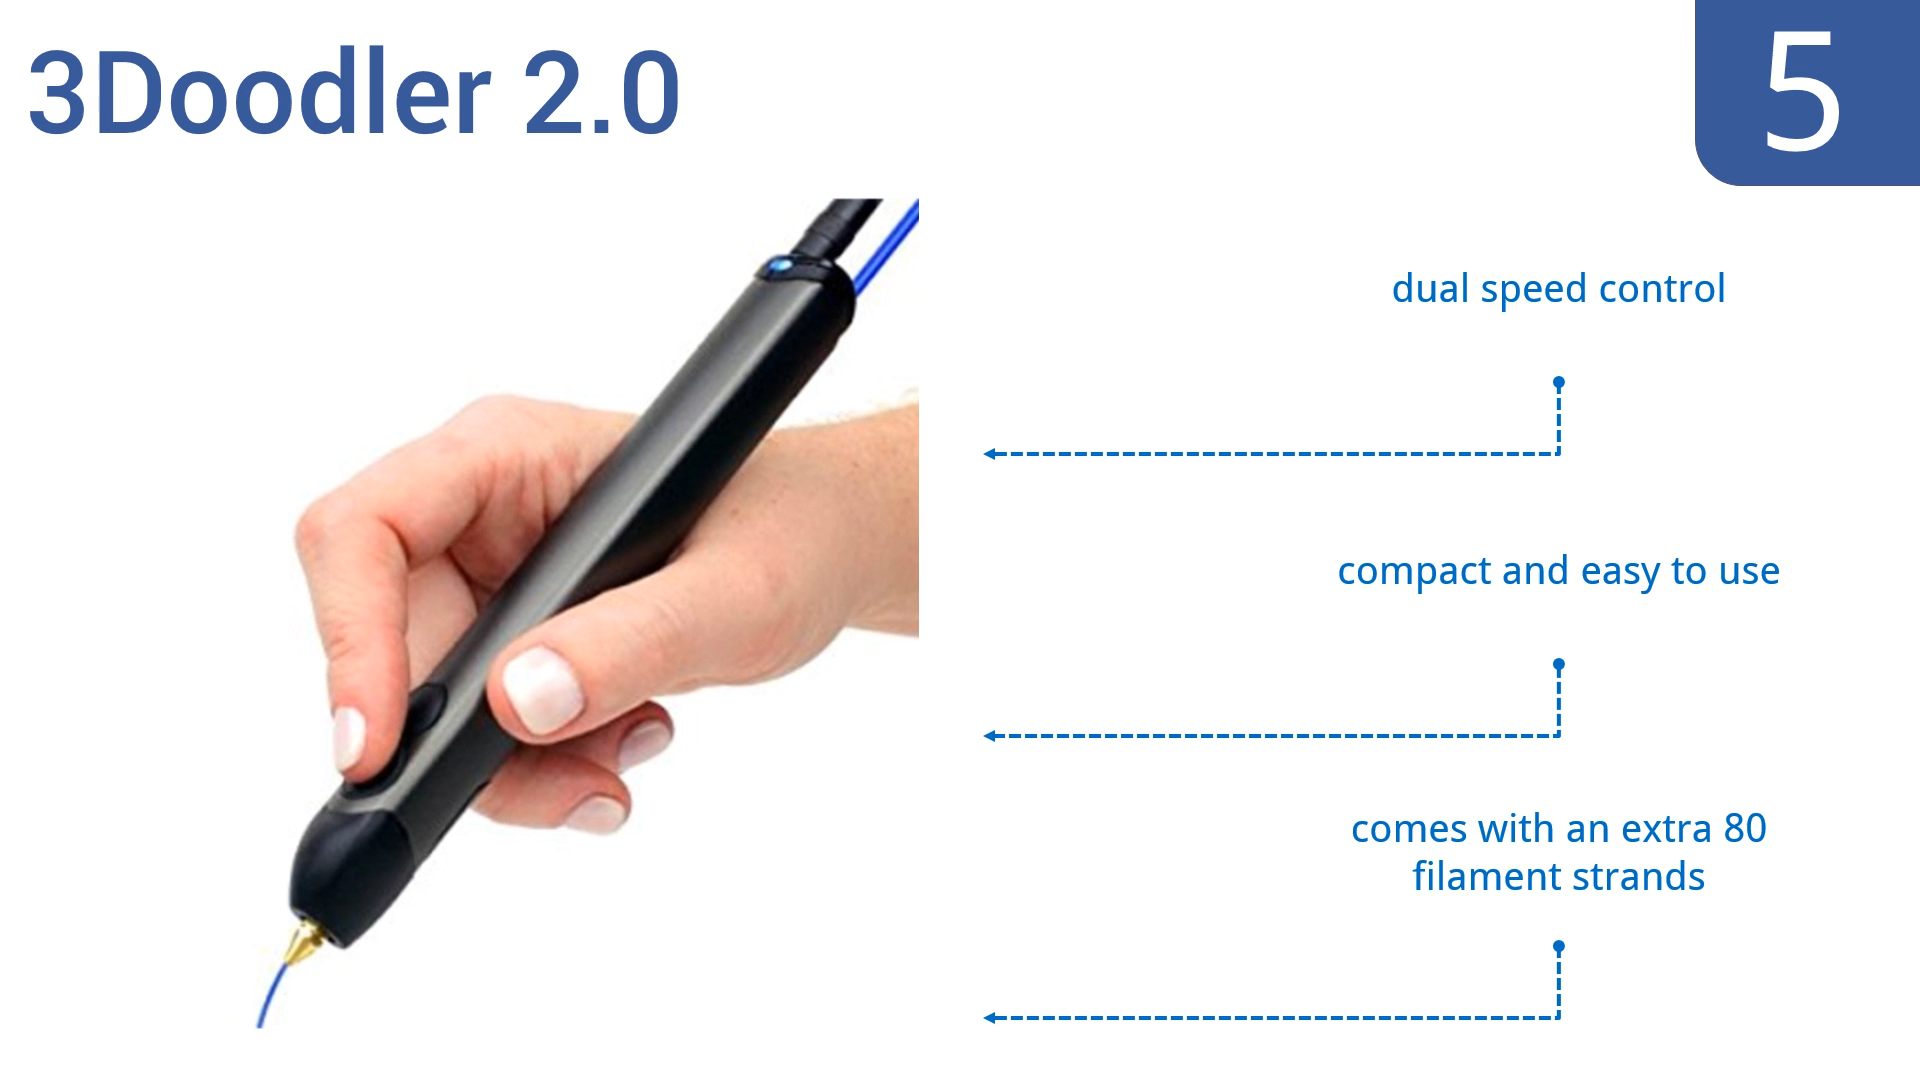 3Doodler 2.0
5
dual speed control
compact and easy to use
comes with an extra 80
filament strands